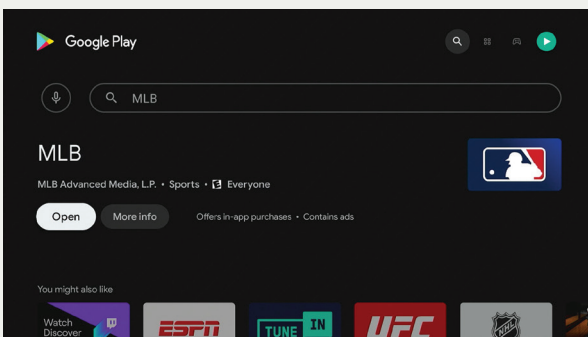 Google Play
MLB
MLB
MLB Advanced Media, L.P. • Sports • E Everyone
Open
More info
Offers in-app purchases • Contains ads
You might also like
Watch
Discover
ESPN
TUNE IN
UFC
NHL